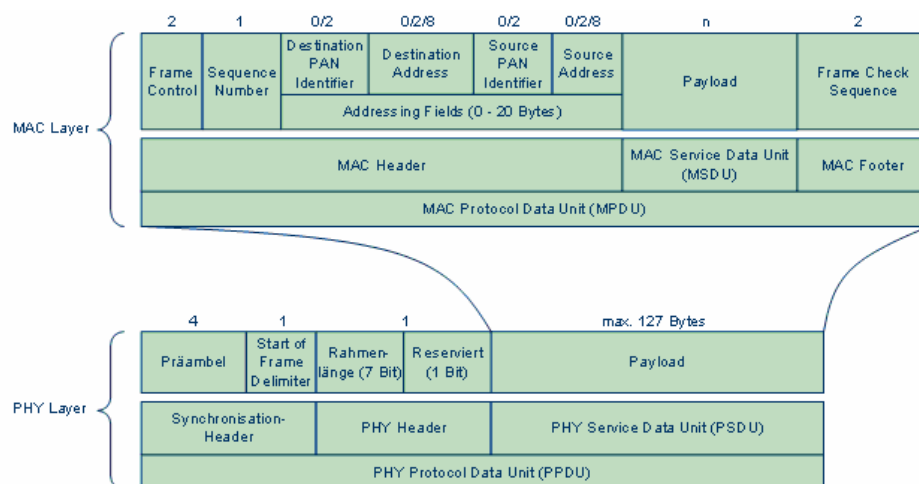 2 1 0/2 0/2/8 0/2 0/2/8 n 2
Frame
Control
Sequence
Number
Destination
PAN
Identifier
Destination
Address
Source
PAN
Identifier
Source
Address
Payload
Frame Check
Sequence
Addressing Fields (0 - 20 Bytes)
MAC Layer
MAC Header
MAC Service Data Unit
(MSDU)
MAC Footer
MAC Protocol Data Unit (MPDU)
4 1 1 max. 127 Bytes
Präambel
Start of
Frame
Delimiter
Rahmen-
länge (7 Bit)
Reserviert
(1 Bit)
Payload
PHY Layer
Synchronisation-
Header
PHY Header
PHY Service Data Unit (PSDU)
PHY Protocol Data Unit (PPDU)